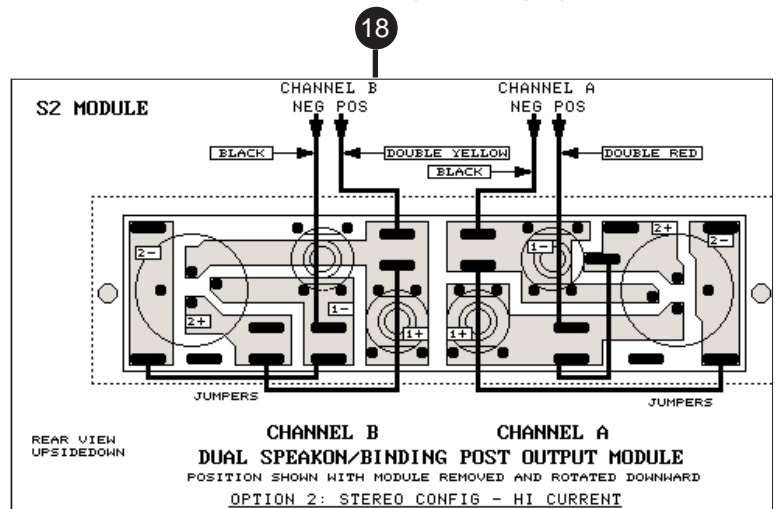 18
CHANNEL B CHANNEL A
S2 MODULE NEG POS NEG POS
BLACK DOUBLE YELLOW DOUBLE RED
BLACK
2- 1- 2+ 2-
2+ 1- 1+ 1+
JUMPERS JUMPERS
REAR VIEW CHANNEL B CHANNEL A
UPSIDEDOWN DUAL SPEAKON/BINDING POST OUTPUT MODULE
POSITION SHOWN WITH MODULE REMOVED AND ROTATED DOWNWARD
OPTION 2: STEREO CONFIG - HI CURRENT